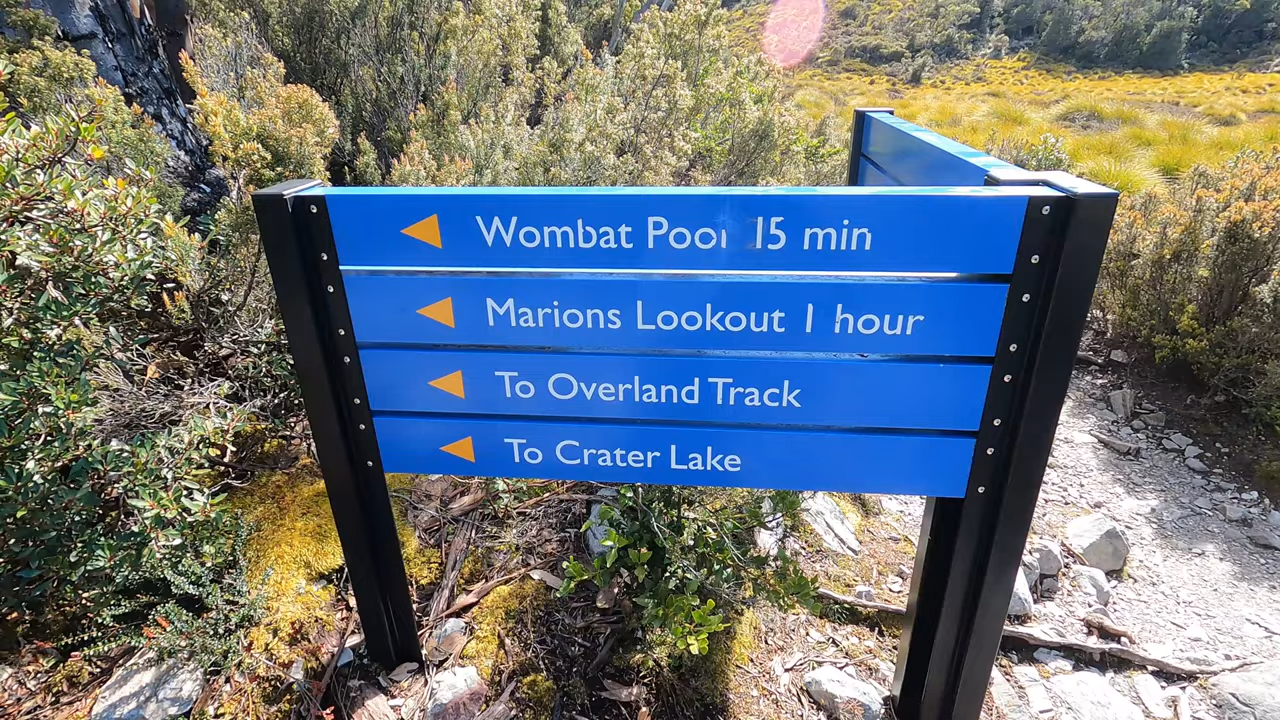 Wombat Pool 15 min
Marions Lookout 1 hour
To Overland Track
To Crater Lake